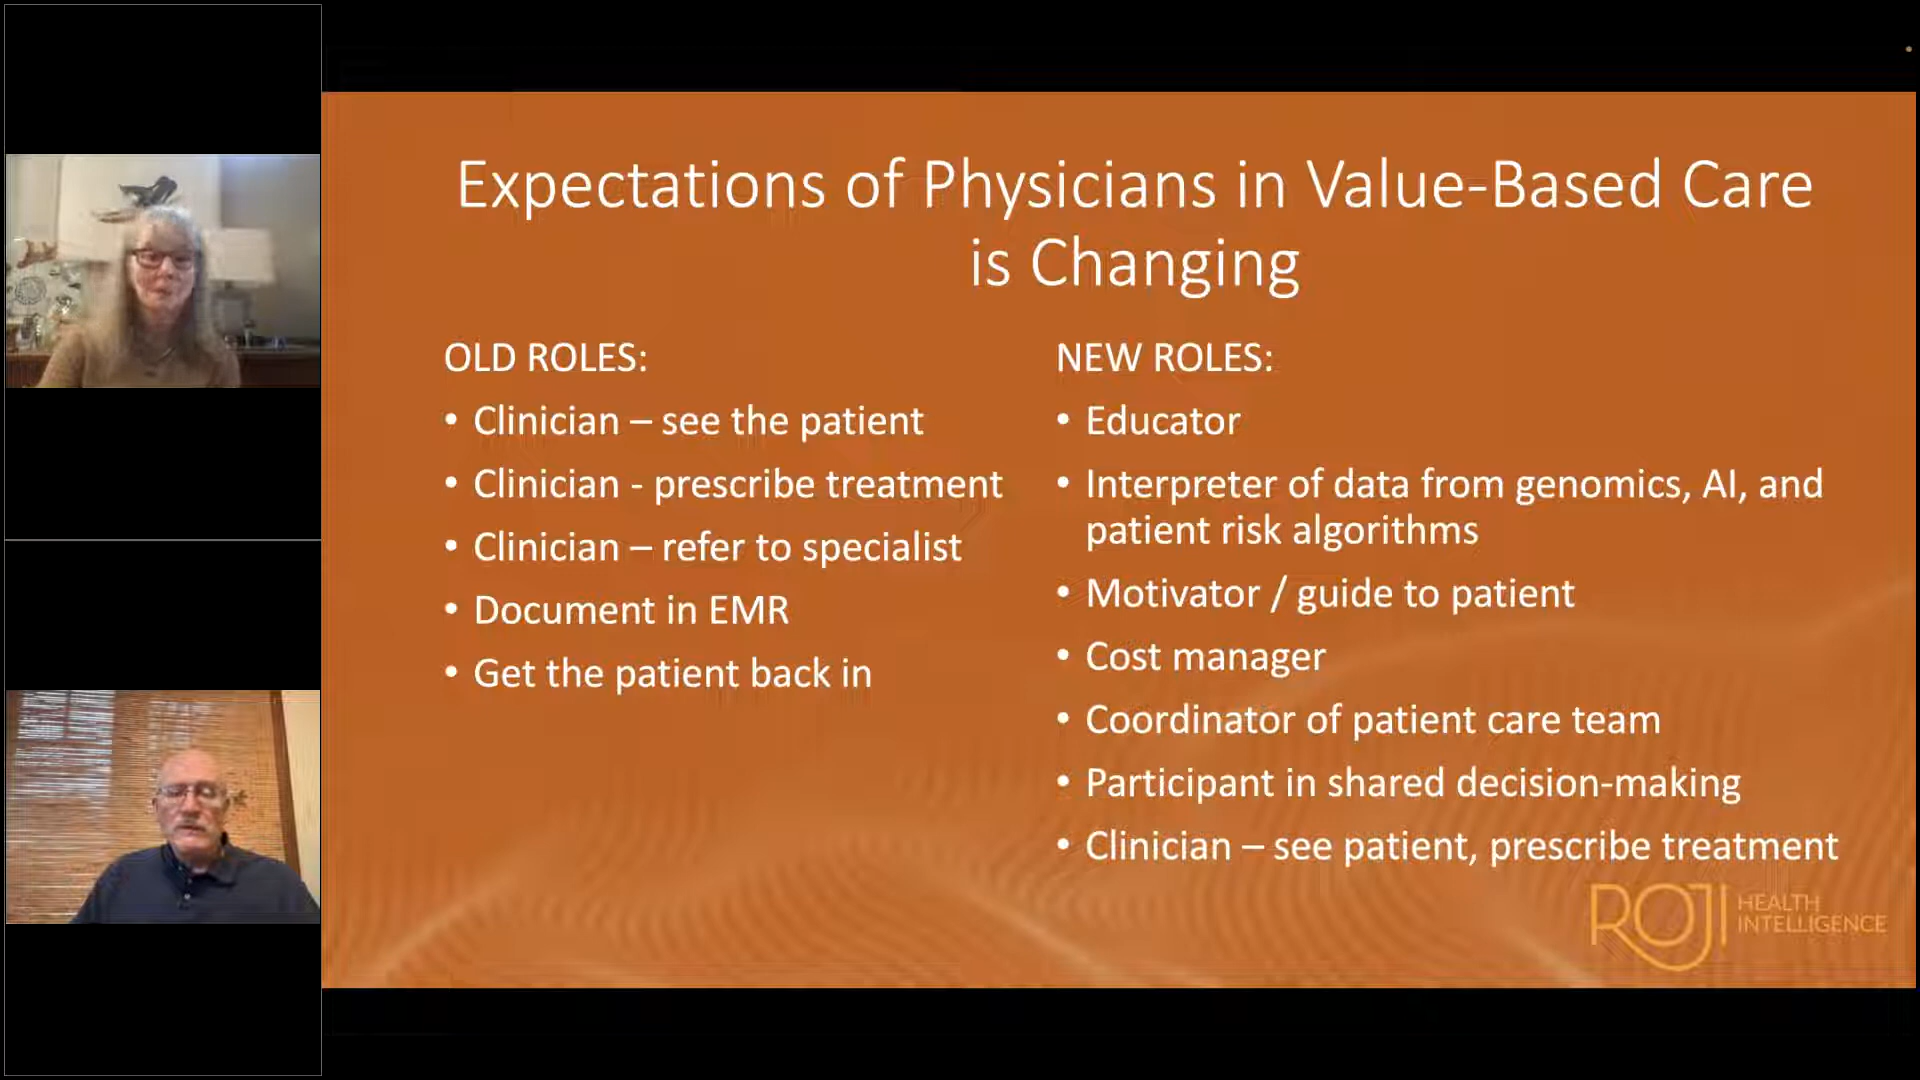 Expectations of Physicians in Value-Based Care
is Changing
OLD ROLES:
• Clinician – see the patient
• Clinician - prescribe treatment
• Clinician – refer to specialist
• Document in EMR
• Get the patient back in
NEW ROLES:
• Educator
• Interpreter of data from genomics, AI, and
patient risk algorithms
• Motivator / guide to patient
• Cost manager
• Coordinator of patient care team
• Participant in shared decision-making
• Clinician – see patient, prescribe treatment
ROJI HEALTH
INTELLIGENCE